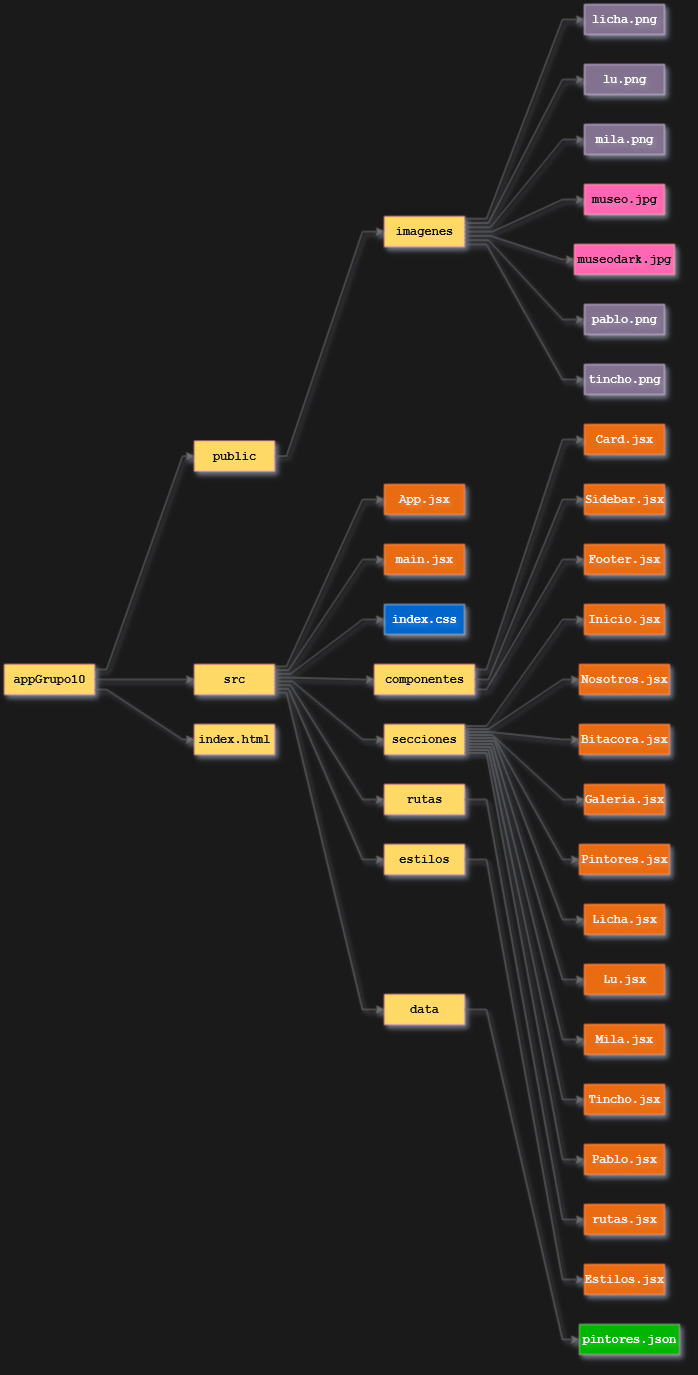 licha.png
lu.png
mila.png
museo.jpg
imagenes
museodark.jpg
pablo.png
tincho.png
Card.jsx
public
App.jsx
Sidebar.jsx
main.jsx
Footer.jsx
index.css
Inicio.jsx
appGrupo10
src
componentes
Nosotros.jsx
index.html
secciones
Bitacora.jsx
rutas
Galeria.jsx
estilos
Pintores.jsx
Licha.jsx
Lu.jsx
data
Mila.jsx
Tincho.jsx
Pablo.jsx
rutas.jsx
Estilos.jsx
pintores.json